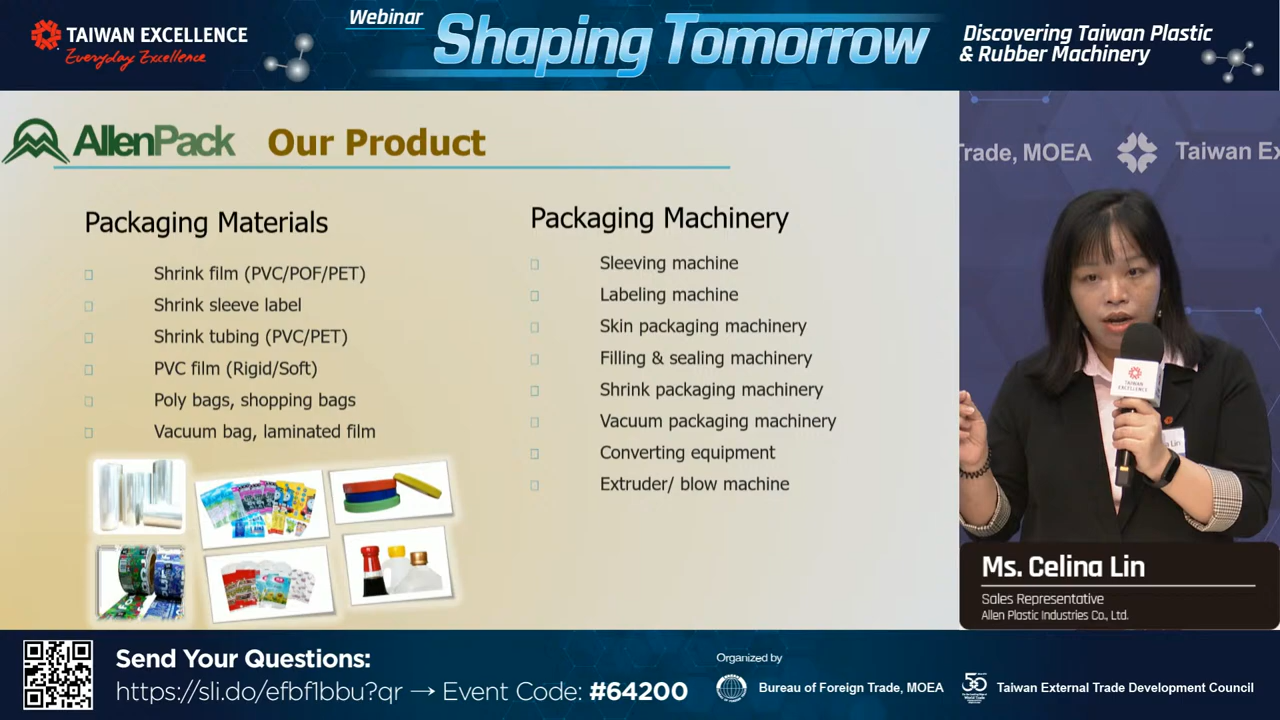 TAIWAN EXCELLENCE
Everyday Excellence
Webinar
Shaping Tomorrow
Discovering Taiwan Plastic
& Rubber Machinery
AllenPack
Our Product
Packaging Materials
Shrink film (PVC/POF/PET)
Shrink sleeve label
Shrink tubing (PVC/PET)
PVC film (Rigid/Soft)
Poly bags, shopping bags
Vacuum bag, laminated film
Packaging Machinery
Sleeving machine
Labeling machine
Skin packaging machinery
Filling & sealing machinery
Shrink packaging machinery
Vacuum packaging machinery
Converting equipment
Extruder/ blow machine
Trade, MOEA
Taiwan Ex
TAIWAN
EXCELLENCE
Lin
Ms. Celina Lin
Sales Representative
Allen Plastic Industries Co., Ltd.
Send Your Questions:
https://sli.do/efbf1bbu?qr → Event Code: #64200
Organized by
Bureau of Foreign Trade, MOEA
50
Taiwan External Trade Development Council